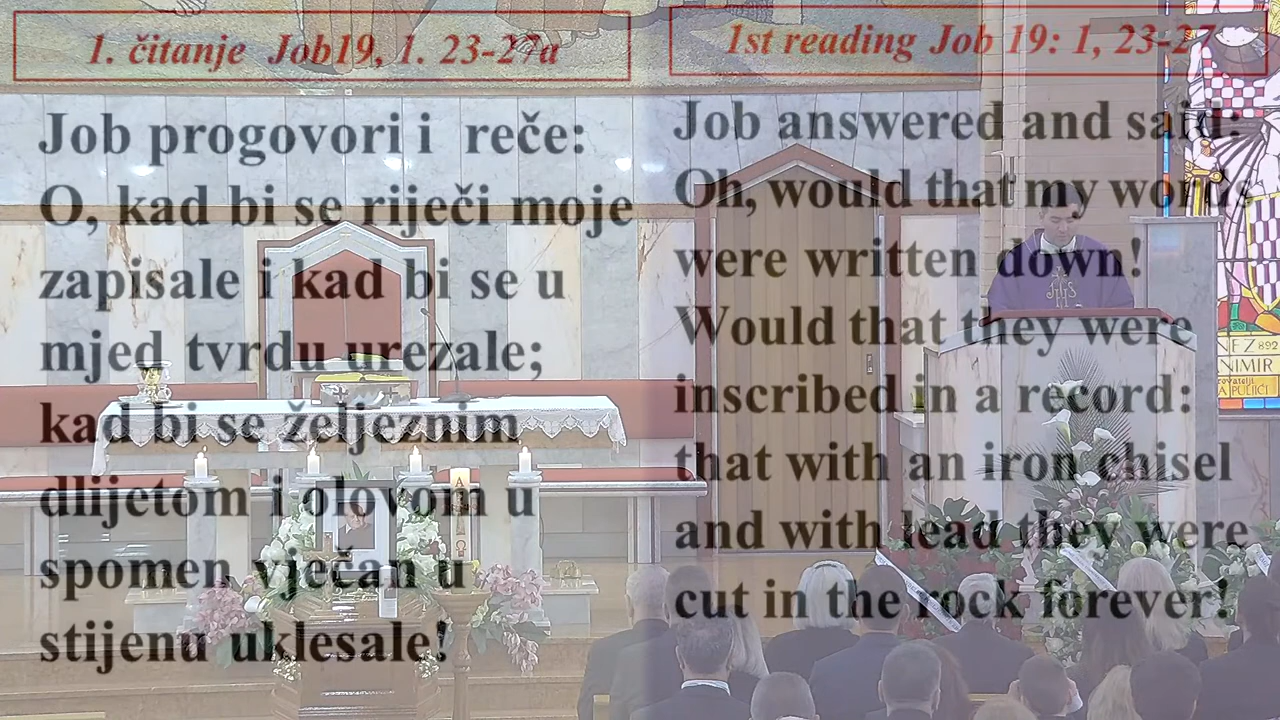 1. čitanje Job19, 1. 23-27a
Job progovori i reče:
O, kad bi se riječi moje
zapisale i kad bi se u
mjed tvrdu urezale;
kad bi se željeznim
dlijetom i olovom u
spomen vječan u
stijenu uklesale!
1st reading Job 19: 1, 23-27
Job answered and said:
Oh, would that my words
were written down!
Would that they were
inscribed in a record:
that with an iron chisel
and with lead they were
cut in the rock forever!
IHS
892
NIMIR